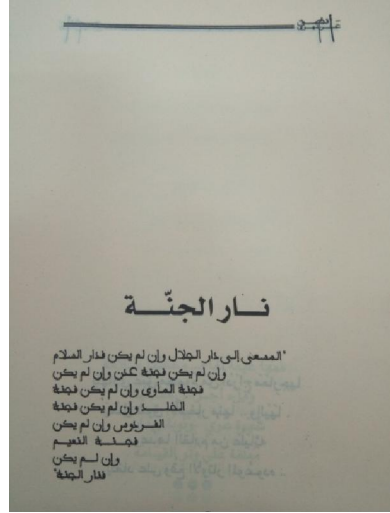 نار الجنّة
"المسعى إلى دار الجلال وإن لم يكن فدار السلام
وإن لم يكن فجنة عدن وإن لم يكن
فجنة المأوى وإن لم يكن فجنة
الخلد وإن لم يكن فجنة
الفردوس وإن لم يكن
فجنة النعيم
وإن لم يكن
فنار الجنة"